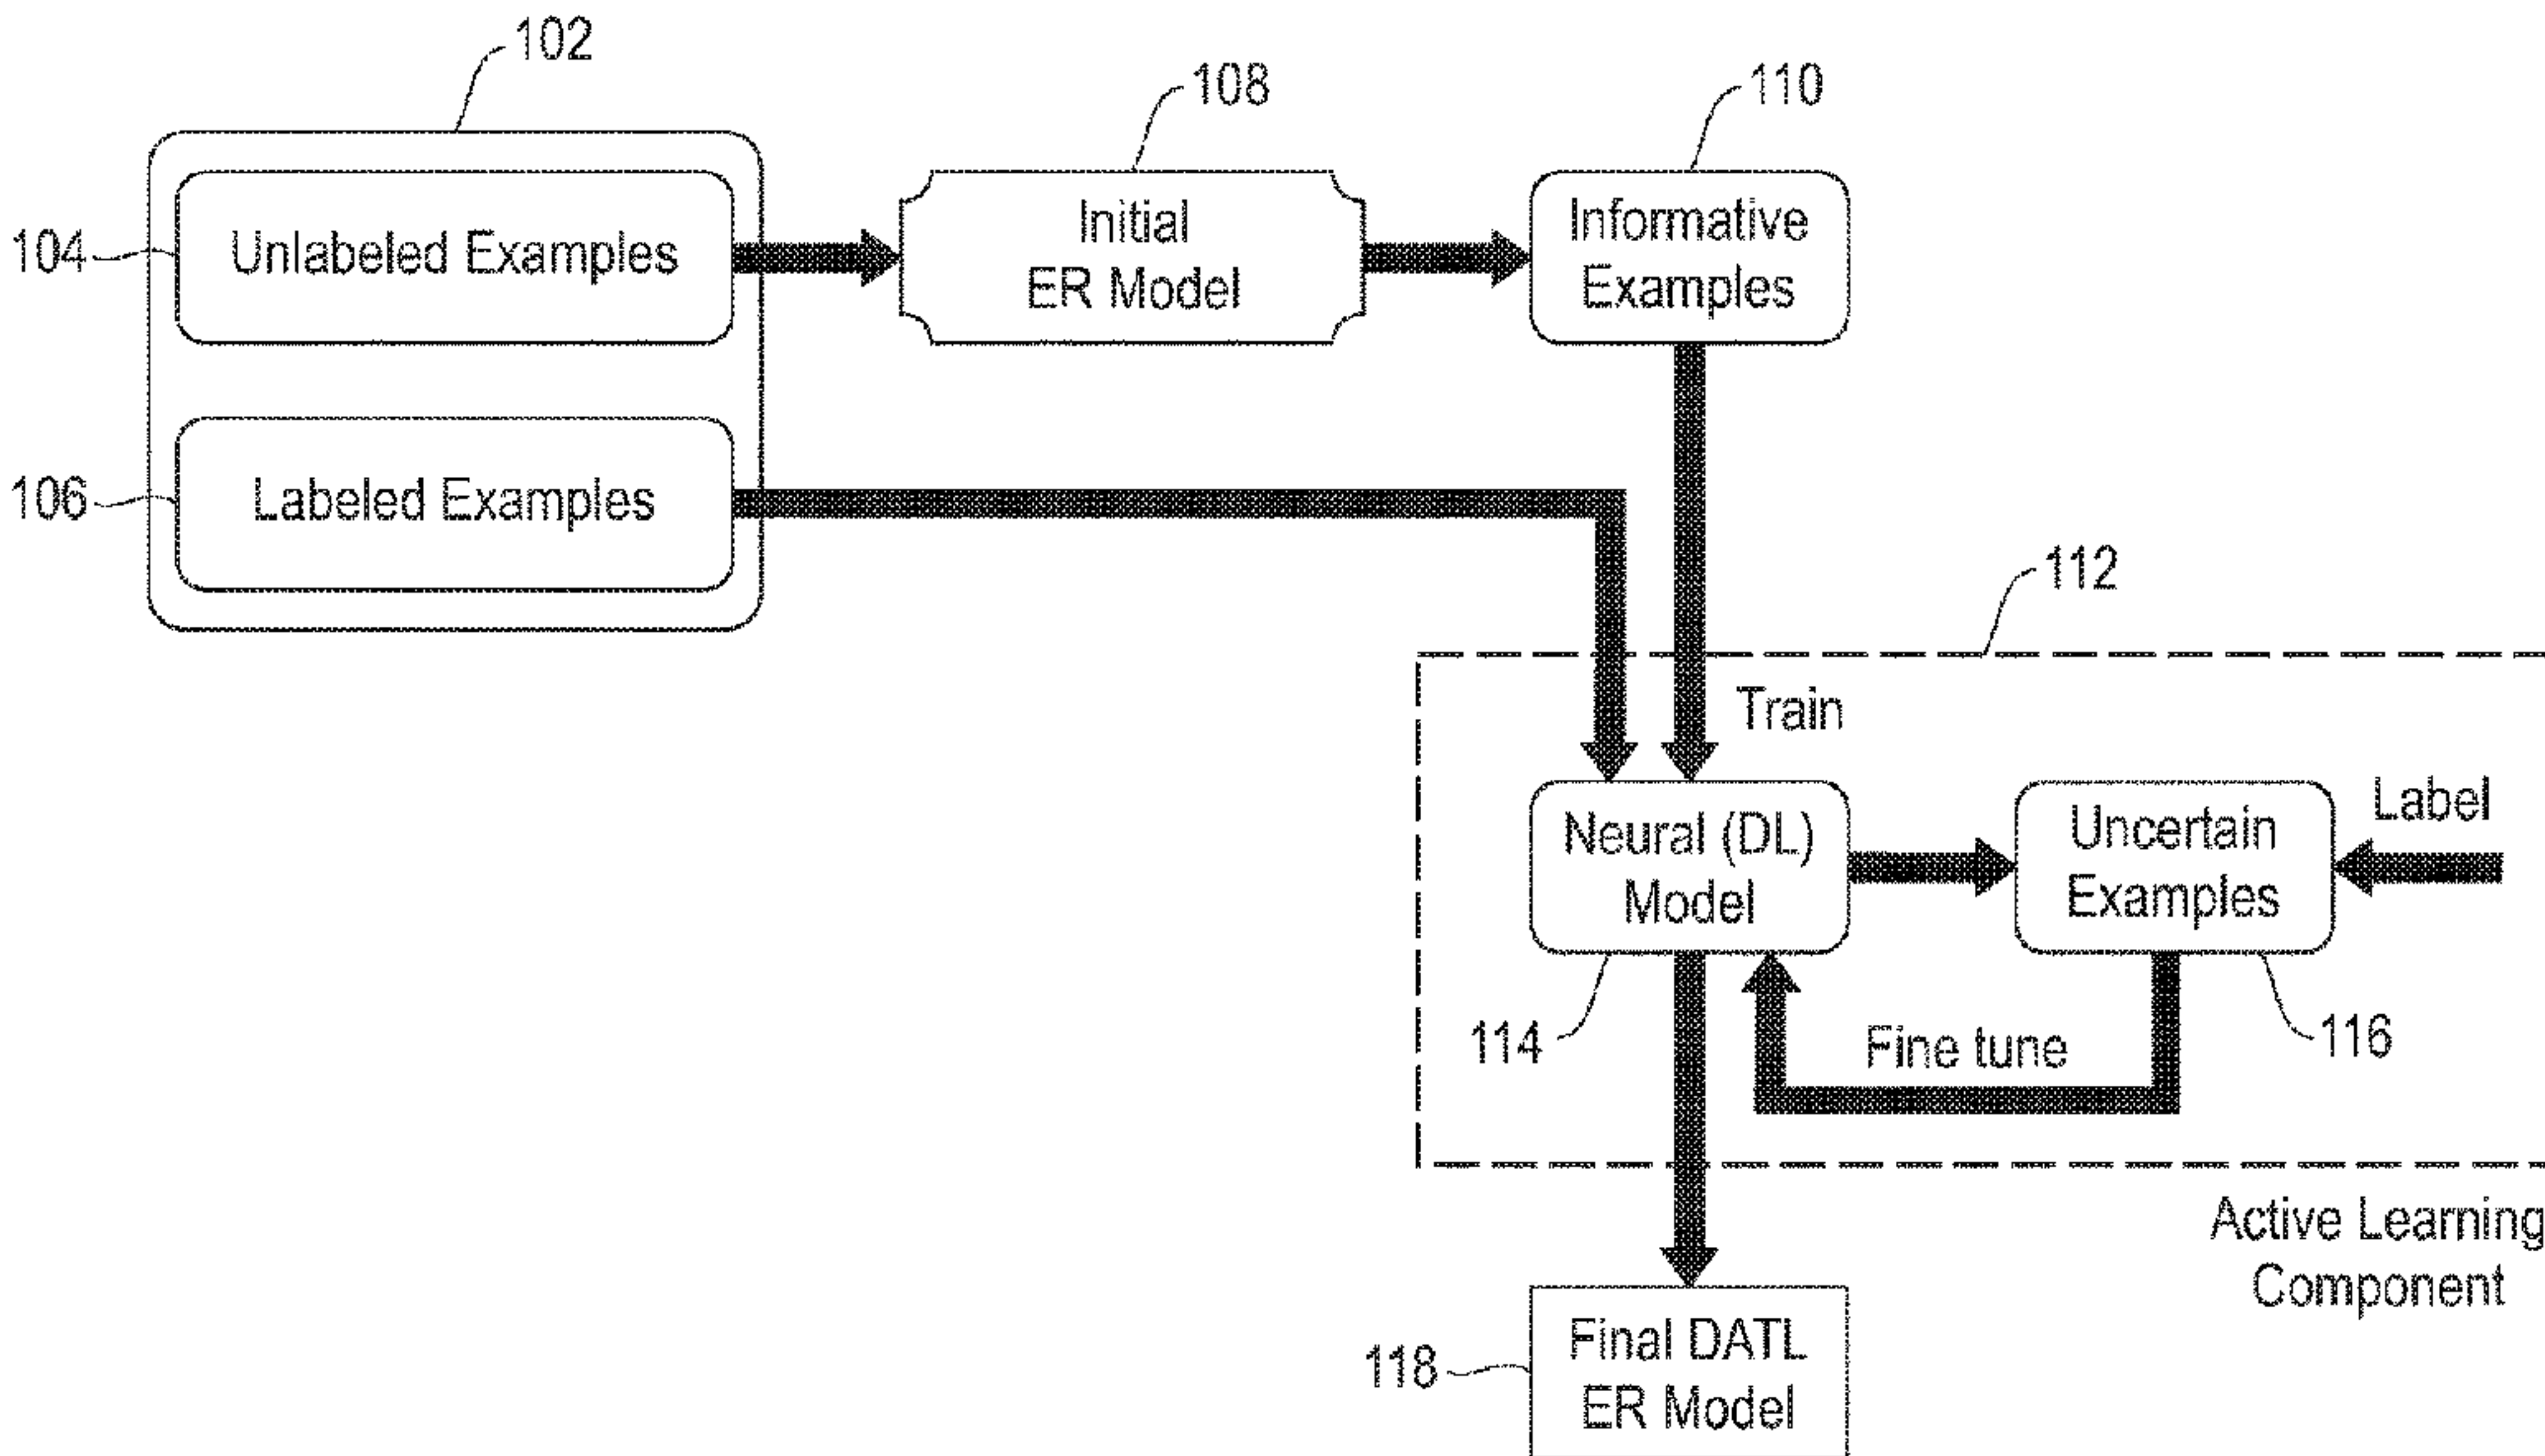 102
108
110
104
Unlabeled Examples
Initial
ER Model
Informative
Examples
106
Labeled Examples
112
Train
Neural (DL)
Model
Uncertain
Examples
Label
114
Fine tune
116
Active Learning
Component
118
Final DATL
ER Model